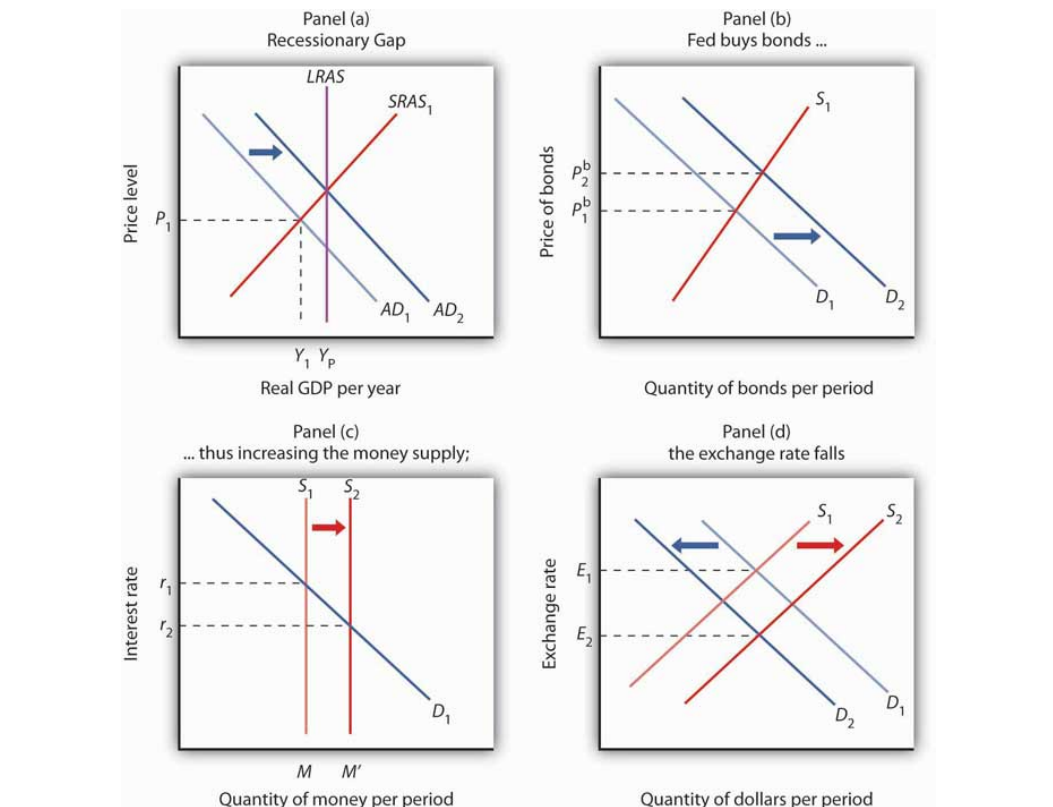 Panel (a)
Recessionary Gap
LRAS
SRAS1
Price level
P1
AD1
AD2
Y1 YP
Real GDP per year
Panel (b)
Fed buys bonds ...
S1
Price of bonds
P2b
P1b
D1
D2
Quantity of bonds per period
Panel (c)
... thus increasing the money supply;
S1
S2
Interest rate
r1
r2
D1
M
M'
Quantity of money per period
Panel (d)
the exchange rate falls
S1
S2
Exchange rate
E1
E2
D1
D2
Quantity of dollars per period